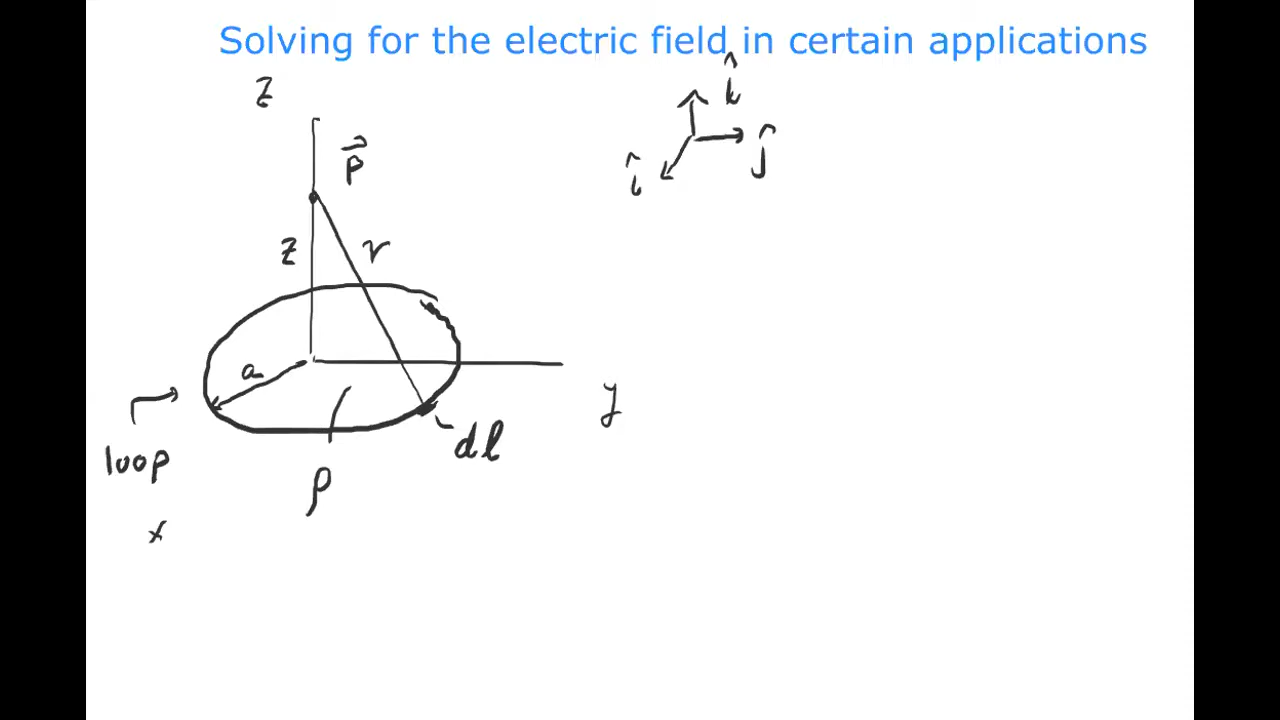 Solving for the electric field in certain applications
z
k̂
ĵ
î
P⃗
z
r
a
loop
dl
y
ρ
x